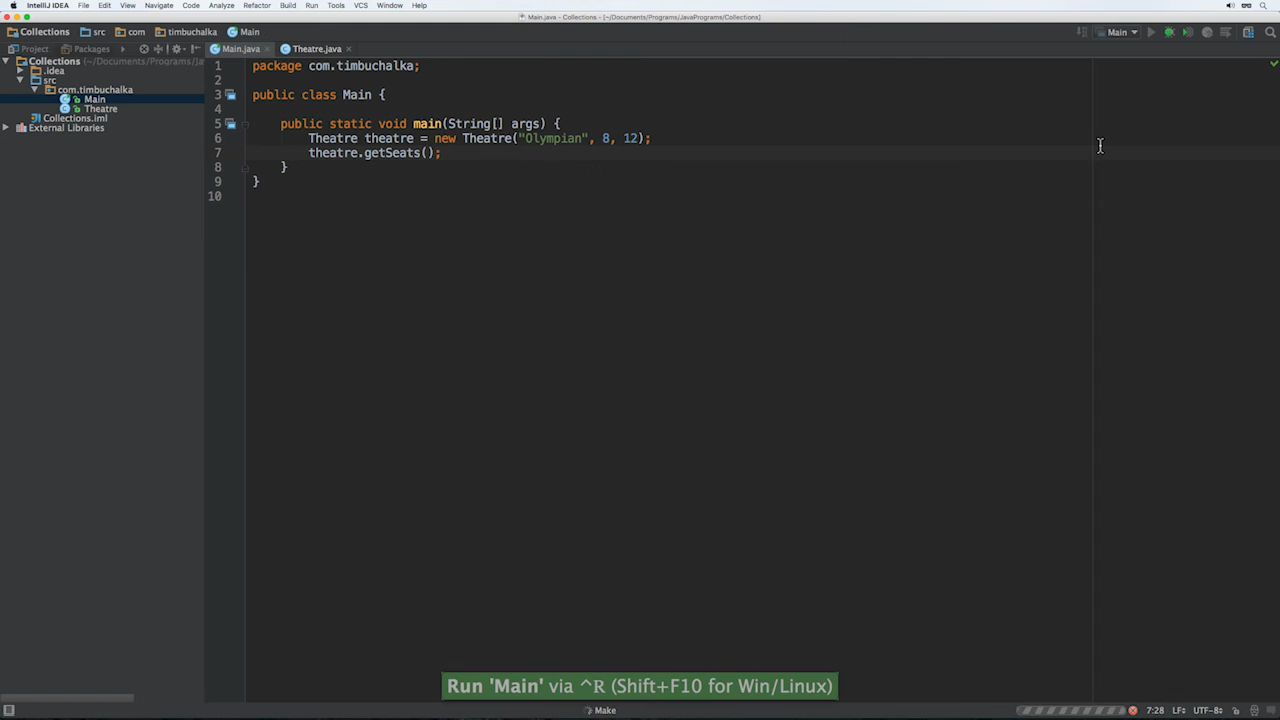 IntelliJ IDEA File Edit View Navigate Code Analyze Refactor Build Run Tools VCS Window Help
Main.java - Collections - [~/Documents/Programs/JavaPrograms/Collections]
Collections src com timbuchalka Main Main
Project Packages Main.java Theatre.java
Collections (~/Documents/Programs/Ja
.idea
src
com.timbuchalka
Main
Theatre
Collections.iml
External Libraries
1 package com.timbuchalka;
2
3 public class Main {
4
5 public static void main(String[] args) {
6 Theatre theatre = new Theatre("Olympian", 8, 12);
7 theatre.getSeats();
8 }
9 }
10
Run 'Main' via ^R (Shift+F10 for Win/Linux)
Make 7:28 LF÷ UTF-8÷